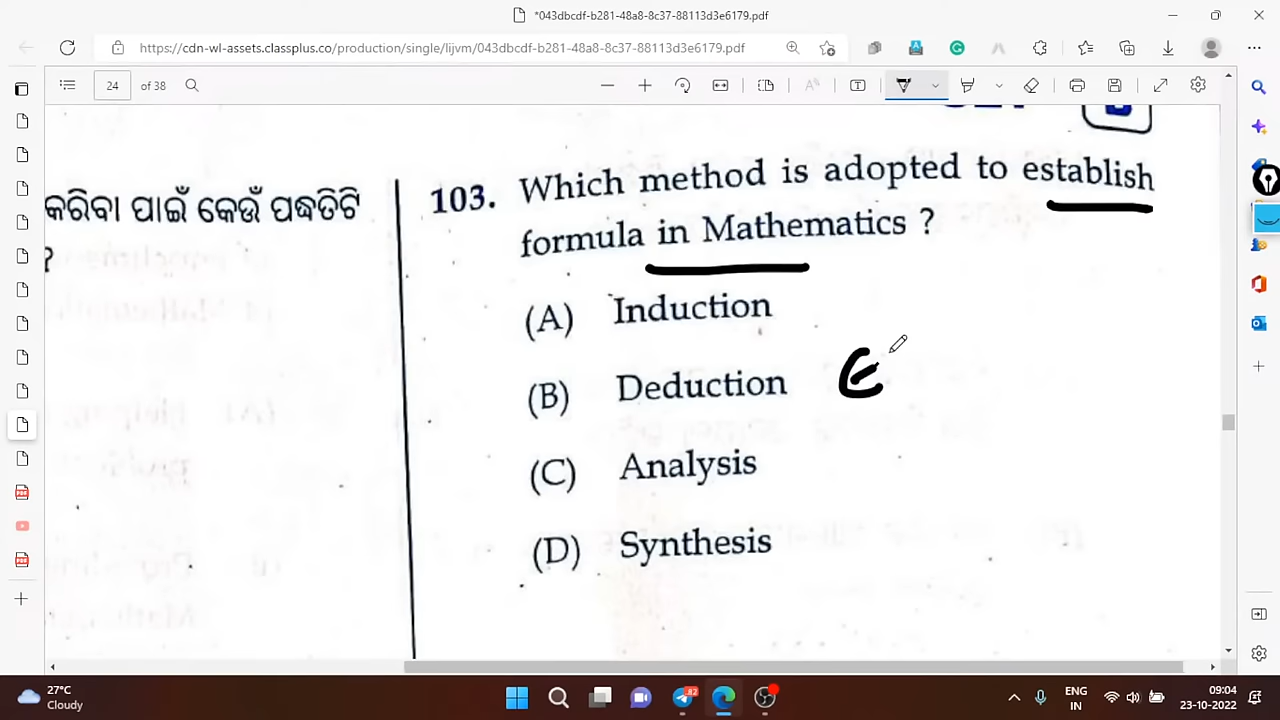 *043dbcdf-b281-48a8-8c37-88113d3e6179.pdf
https://cdn-wl-assets.classplus.co/production/single/lijvm/043dbcdf-b281-48a8-8c37-88113d3e6179.pdf
24 of 38
କରିବା ପାଇଁ କେଉଁ ପଦ୍ଧତିଟି
?
103. Which method is adopted to establish
formula in Mathematics ?
(A) Induction
(B) Deduction
(C) Analysis
(D) Synthesis
27°C
Cloudy
82
ENG
IN
09:04
23-10-2022